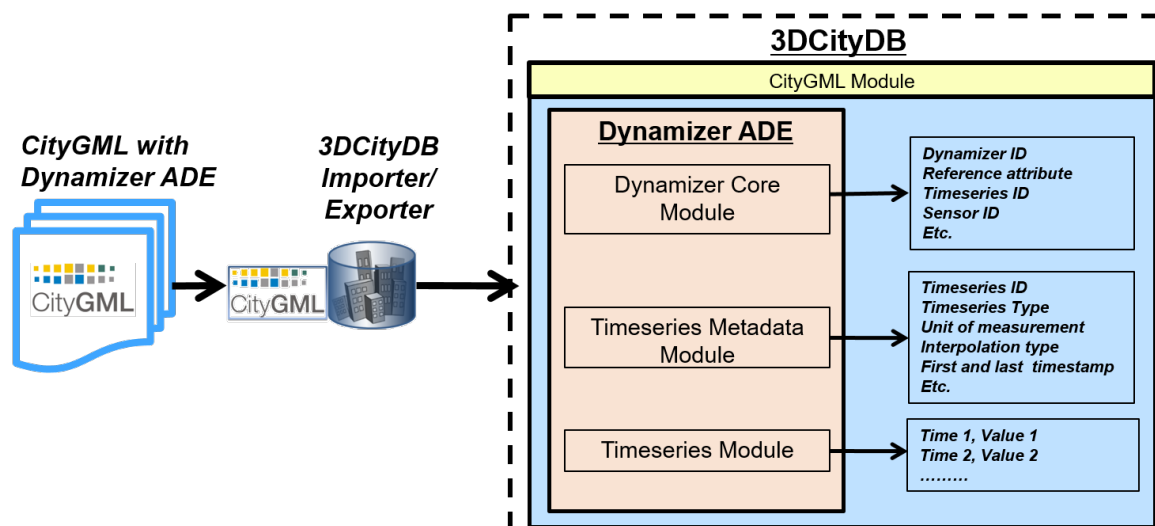 CityGML with
Dynamizer ADE
CityGML
3DCityDB
Importer/
Exporter
CityGML
3DCityDB
CityGML Module
Dynamizer ADE
Dynamizer Core
Module
Dynamizer ID
Reference attribute
Timeseries ID
Sensor ID
Etc.
Timeseries Metadata
Module
Timeseries ID
Timeseries Type
Unit of measurement
Interpolation type
First and last timestamp
Etc.
Timeseries Module
Time 1, Value 1
Time 2, Value 2
.........